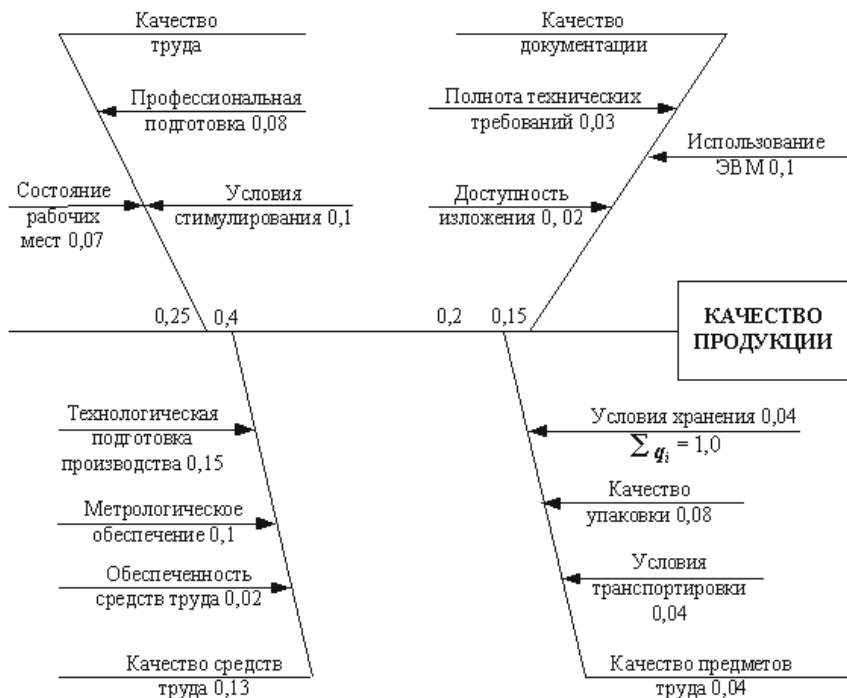 Качество
труда
Качество
документации
Профессиональная
подготовка 0,08
Полнота технических
требований 0,03
Использование
ЭВМ 0,1
Состояние
рабочих
мест 0,07
Условия
стимулирования 0,1
Доступность
изложения 0, 02
0,25
0,4
0,2
0,15
КАЧЕСТВО
ПРОДУКЦИИ
Технологическая
подготовка
производства 0,15
Условия хранения 0,04
∑ qᵢ = 1,0
Метрологическое
обеспечение 0,1
Качество
упаковки 0,08
Обеспеченность
средств труда 0,02
Условия
транспортировки
0,04
Качество средств
труда 0,13
Качество предметов
труда 0,04